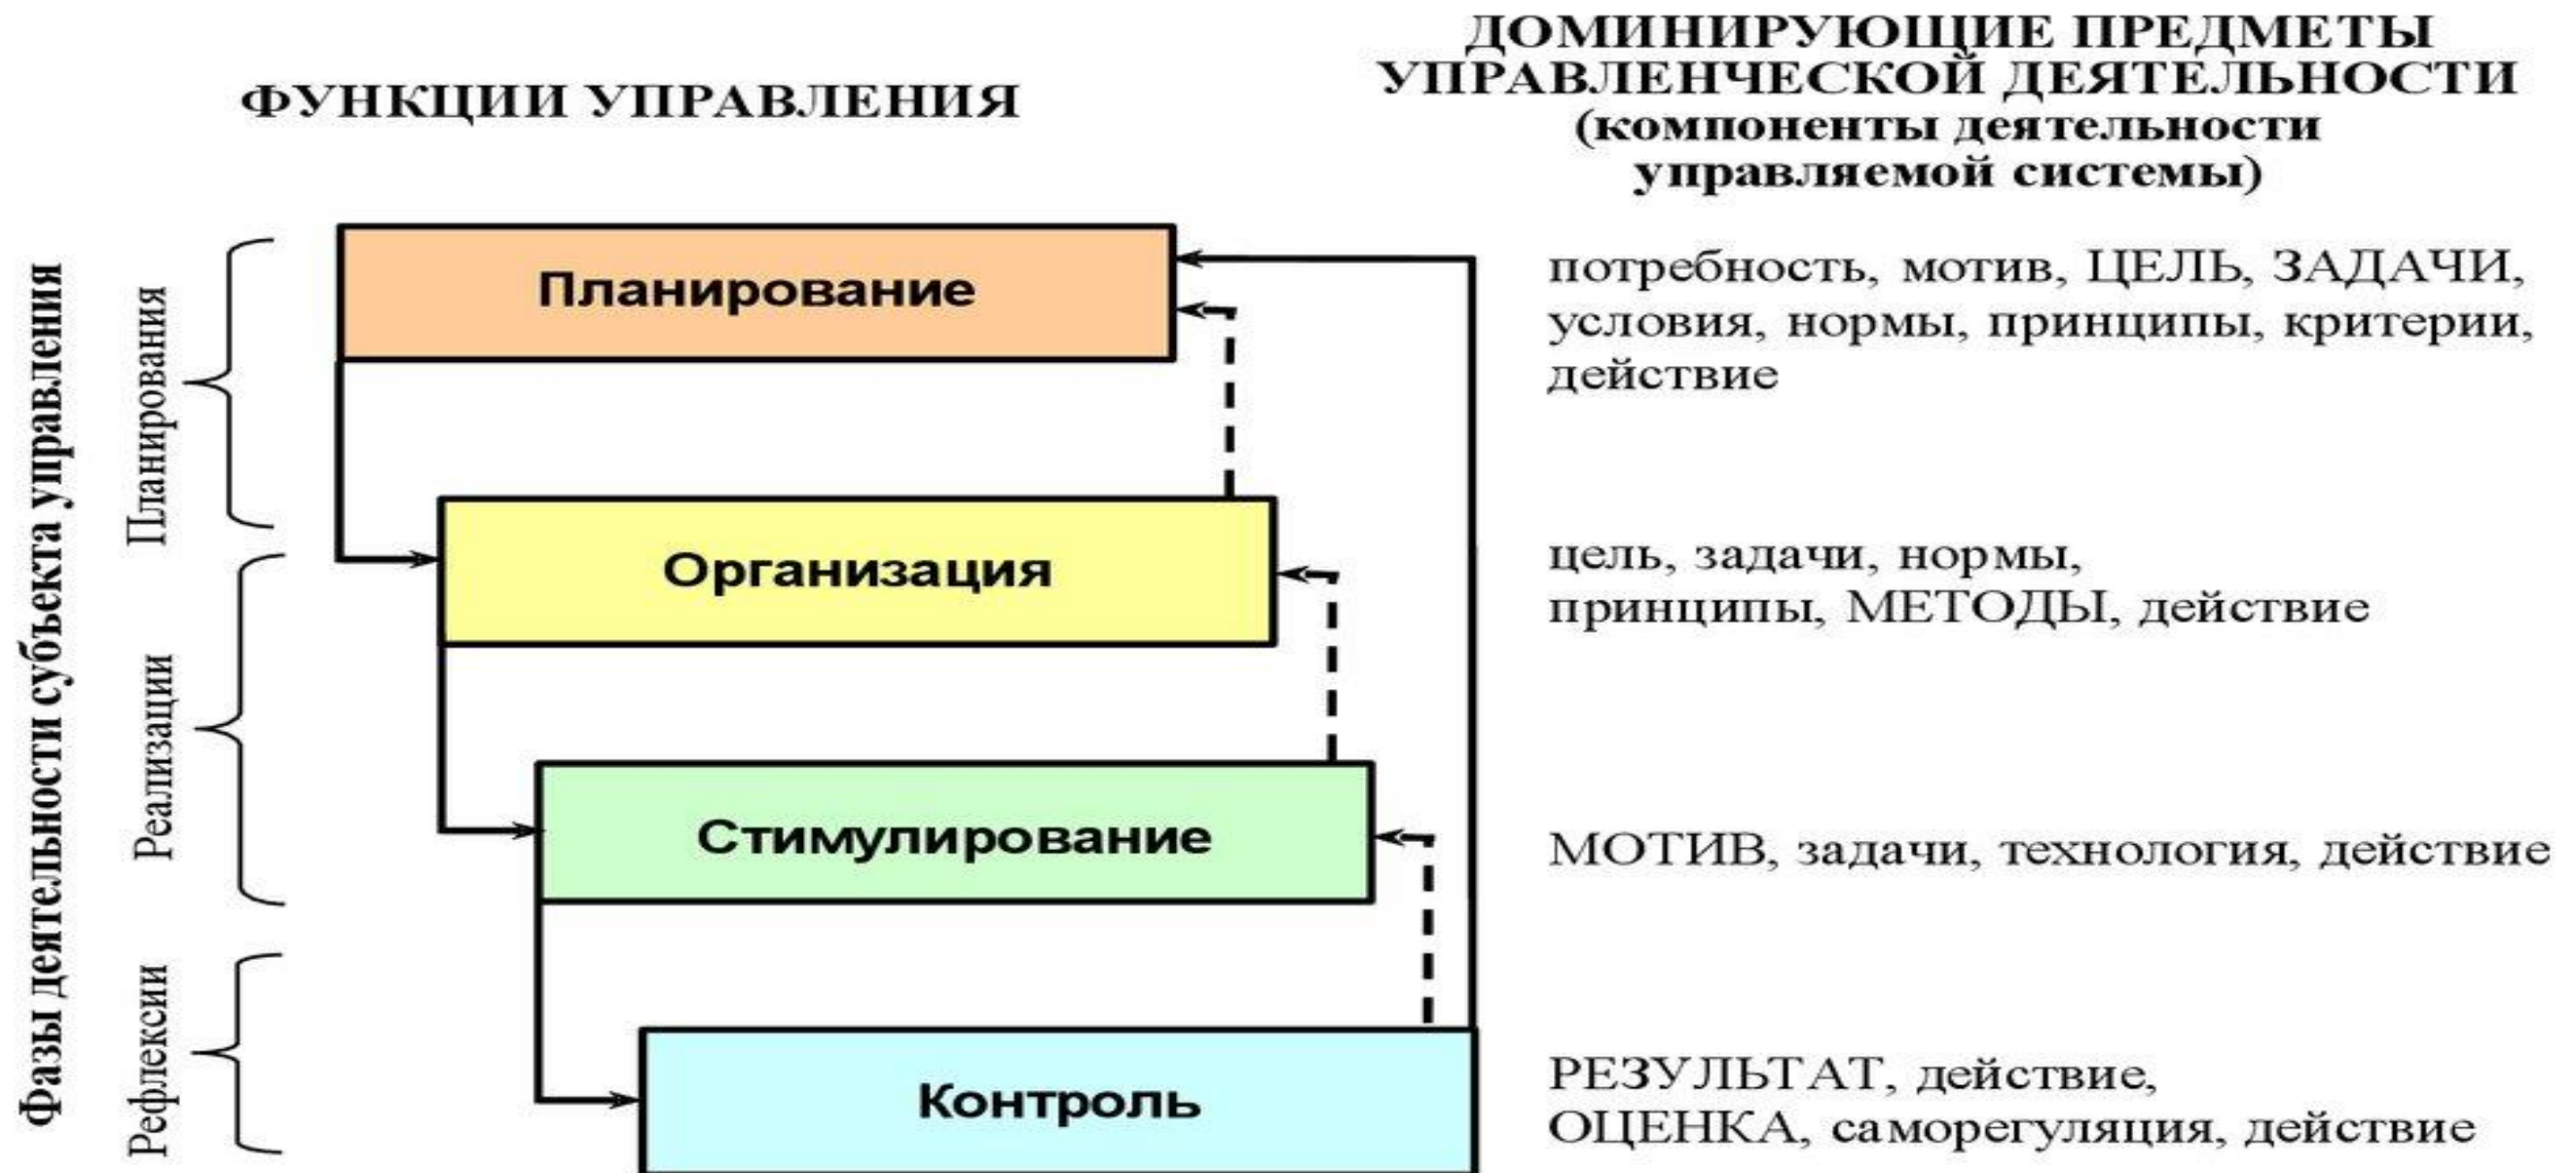 ФУНКЦИИ УПРАВЛЕНИЯ
ДОМИНИРУЮЩИЕ ПРЕДМЕТЫ
УПРАВЛЕНЧЕСКОЙ ДЕЯТЕЛЬНОСТИ
(компоненты деятельности
управляемой системы)
Фазы деятельности субъекта управления
Планирования
Планирование
потребность, мотив, ЦЕЛЬ, ЗАДАЧИ,
условия, нормы, принципы, критерии,
действие
Реализации
Организация
цель, задачи, нормы,
принципы, МЕТОДЫ, действие
Стимулирование
МОТИВ, задачи, технология, действие
Рефлексии
Контроль
РЕЗУЛЬТАТ, действие,
ОЦЕНКА, саморегуляция, действие